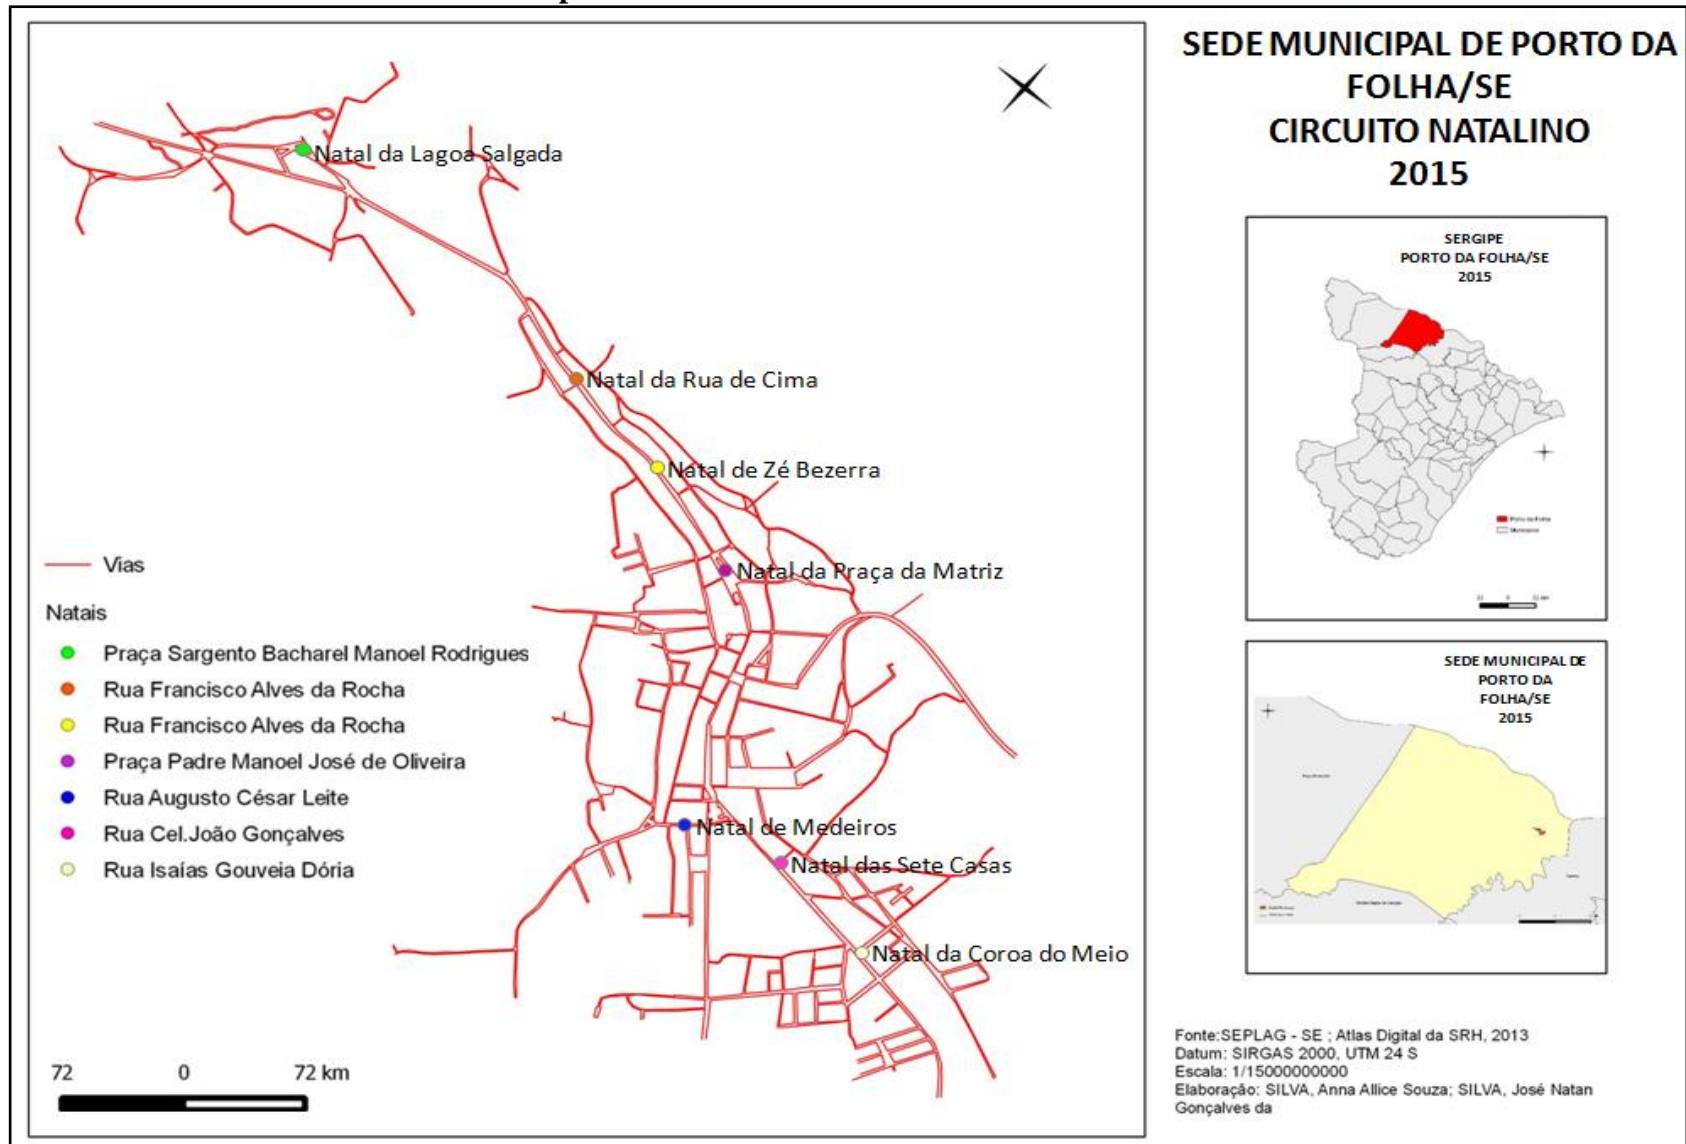 SEDE MUNICIPAL DE PORTO DA
FOLHA/SE
CIRCUITO NATALINO
2015
Natal da Lagoa Salgada
Natal da Rua de Cima
Natal de Zé Bezerra
Natal da Praça da Matriz
Natal de Medeiros
Natal das Sete Casas
Natal da Coroa do Meio
Vias
Natais
Praça Sargento Bacharel Manoel Rodrigues
Rua Francisco Alves da Rocha
Rua Francisco Alves da Rocha
Praça Padre Manoel José de Oliveira
Rua Augusto César Leite
Rua Cel.João Gonçalves
Rua Isaías Gouveia Dória
72 0 72 km
SERGIPE
PORTO DA FOLHA/SE
2015
Porto da Folha
Municípios
SEDE MUNICIPAL DE
PORTO DA
FOLHA/SE
2015
Fonte:SEPLAG - SE ; Atlas Digital da SRH, 2013
Datum: SIRGAS 2000, UTM 24 S
Escala: 1/15000000000
Elaboração: SILVA, Anna Allice Souza; SILVA, José Natan
Gonçalves da